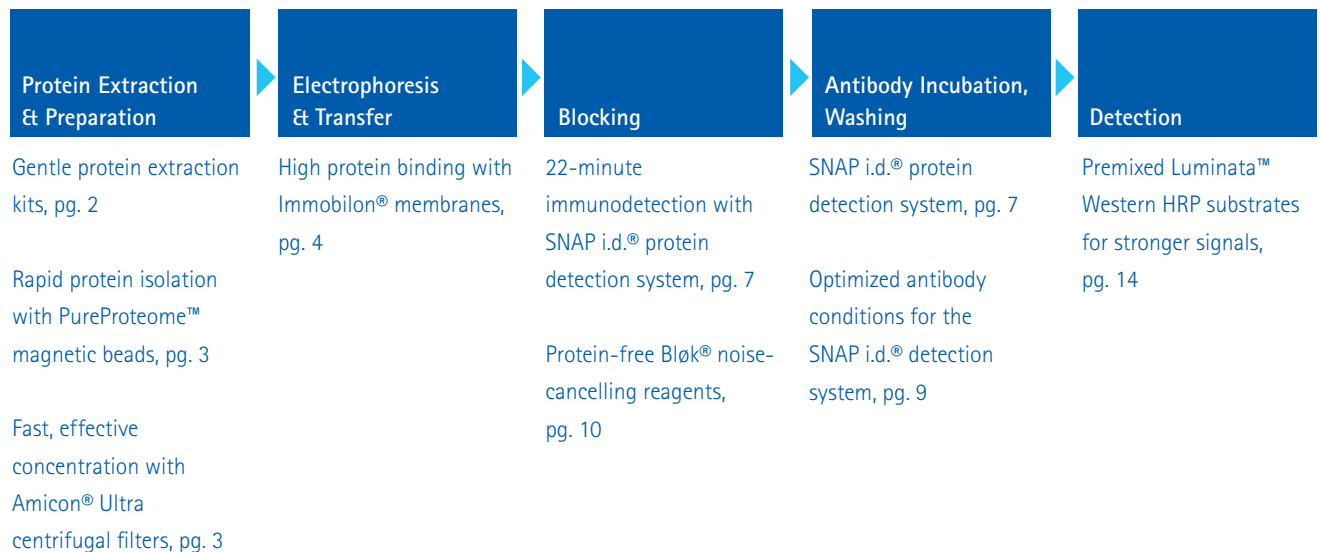 Protein Extraction
& Preparation
Electrophoresis
& Transfer
Blocking
Antibody Incubation,
Washing
Detection
Gentle protein extraction
kits, pg. 2
Rapid protein isolation
with PureProteome™
magnetic beads, pg. 3
Fast, effective
concentration with
Amicon® Ultra
centrifugal filters, pg. 3
High protein binding with
Immobilon® membranes,
pg. 4
22-minute
immunodetection with
SNAP i.d.® protein
detection system, pg. 7
Protein-free Bløk® noise-
cancelling reagents,
pg. 10
SNAP i.d.® protein
detection system, pg. 7
Optimized antibody
conditions for the
SNAP i.d.® detection
system, pg. 9
Premixed Luminata™
Western HRP substrates
for stronger signals,
pg. 14